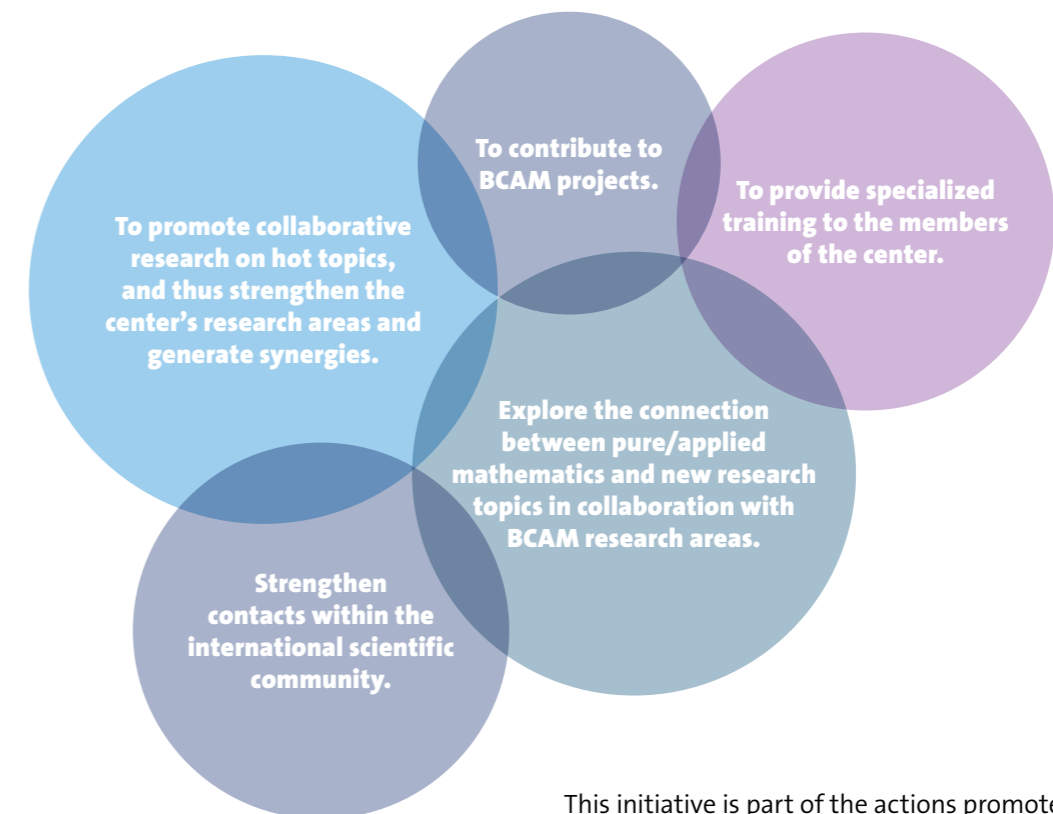 To contribute to
BCAM projects.
To provide specialized
training to the members
of the center.
To promote collaborative
research on hot topics,
and thus strengthen the
center's research areas and
generate synergies.
Explore the connection
between pure/applied
mathematics and new research
topics in collaboration with
BCAM research areas.
Strengthen
contacts within the
international scientific
community.
This initiative is part of the actions promote